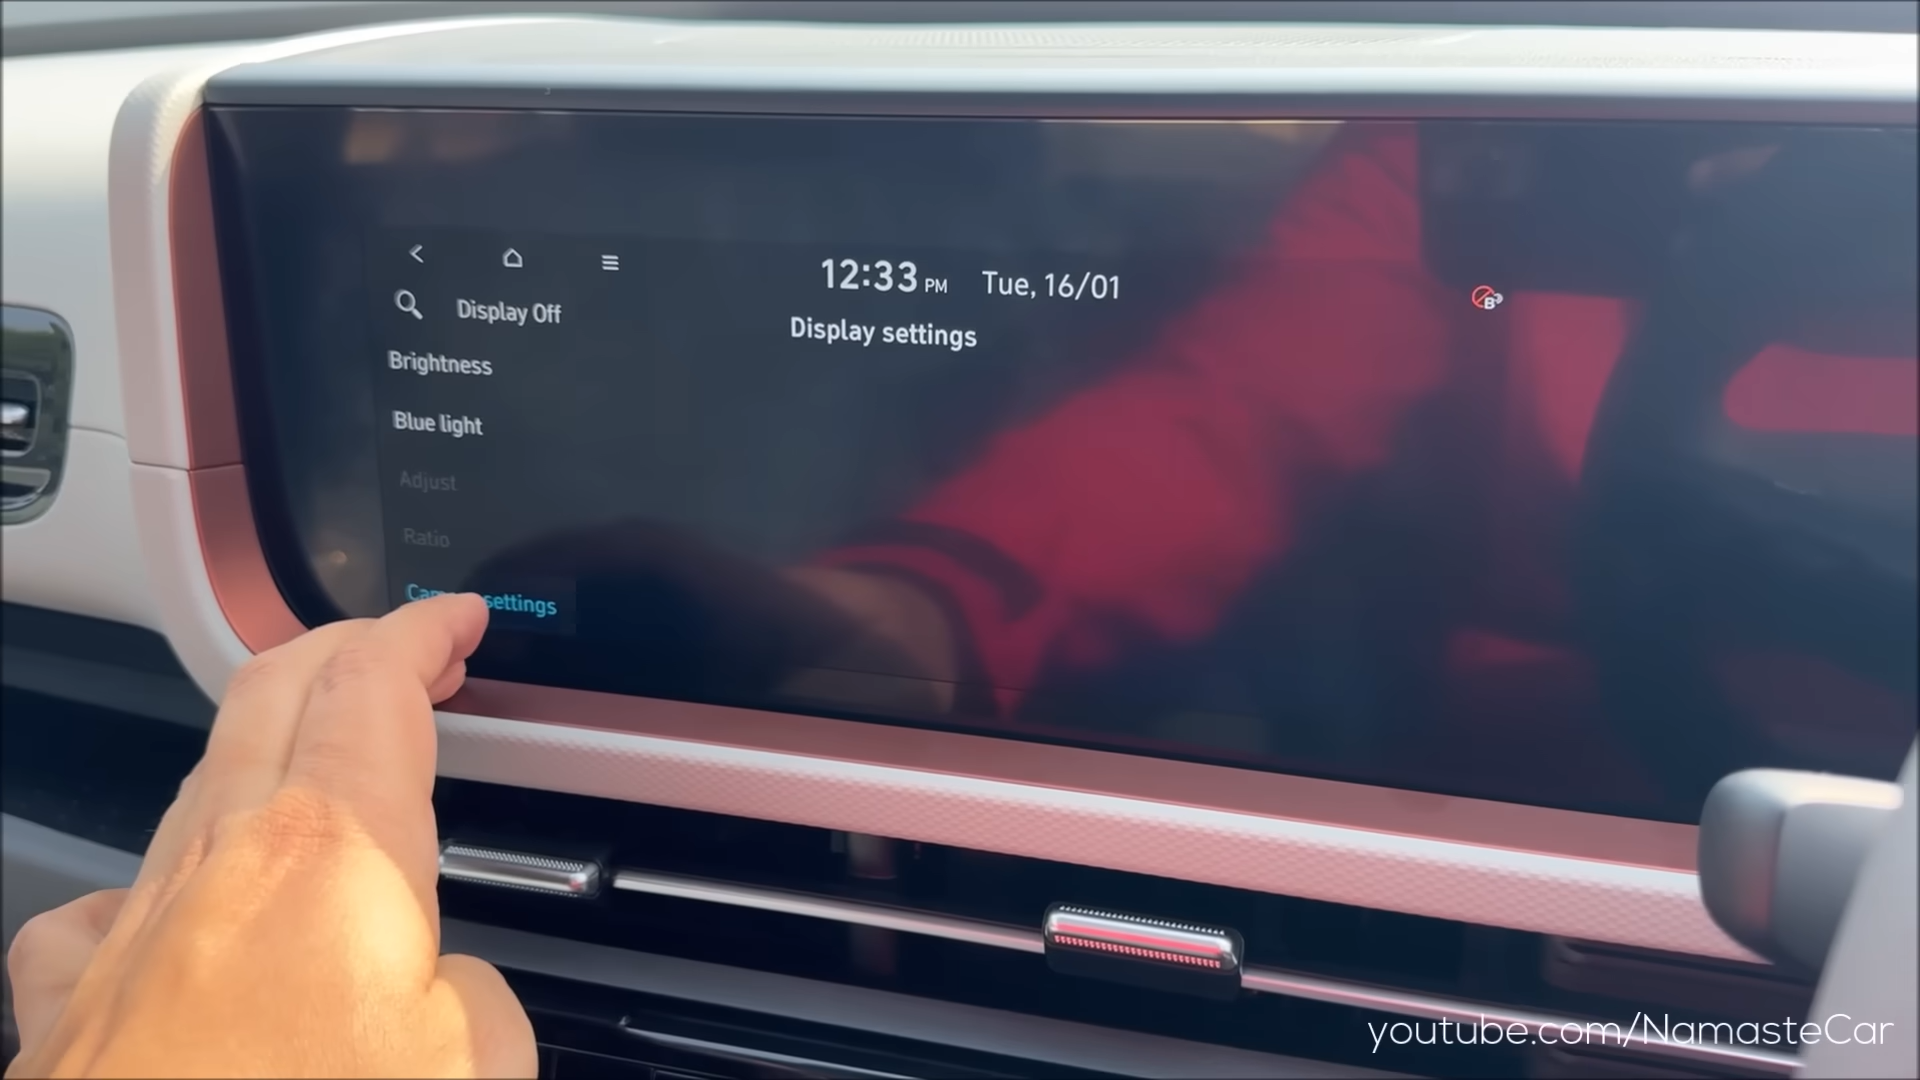 12:33 PM Tue, 16/01
Display Off
Display settings
Brightness
Blue light
Adjust
Ratio
settings
youtube.com/NamasteCar